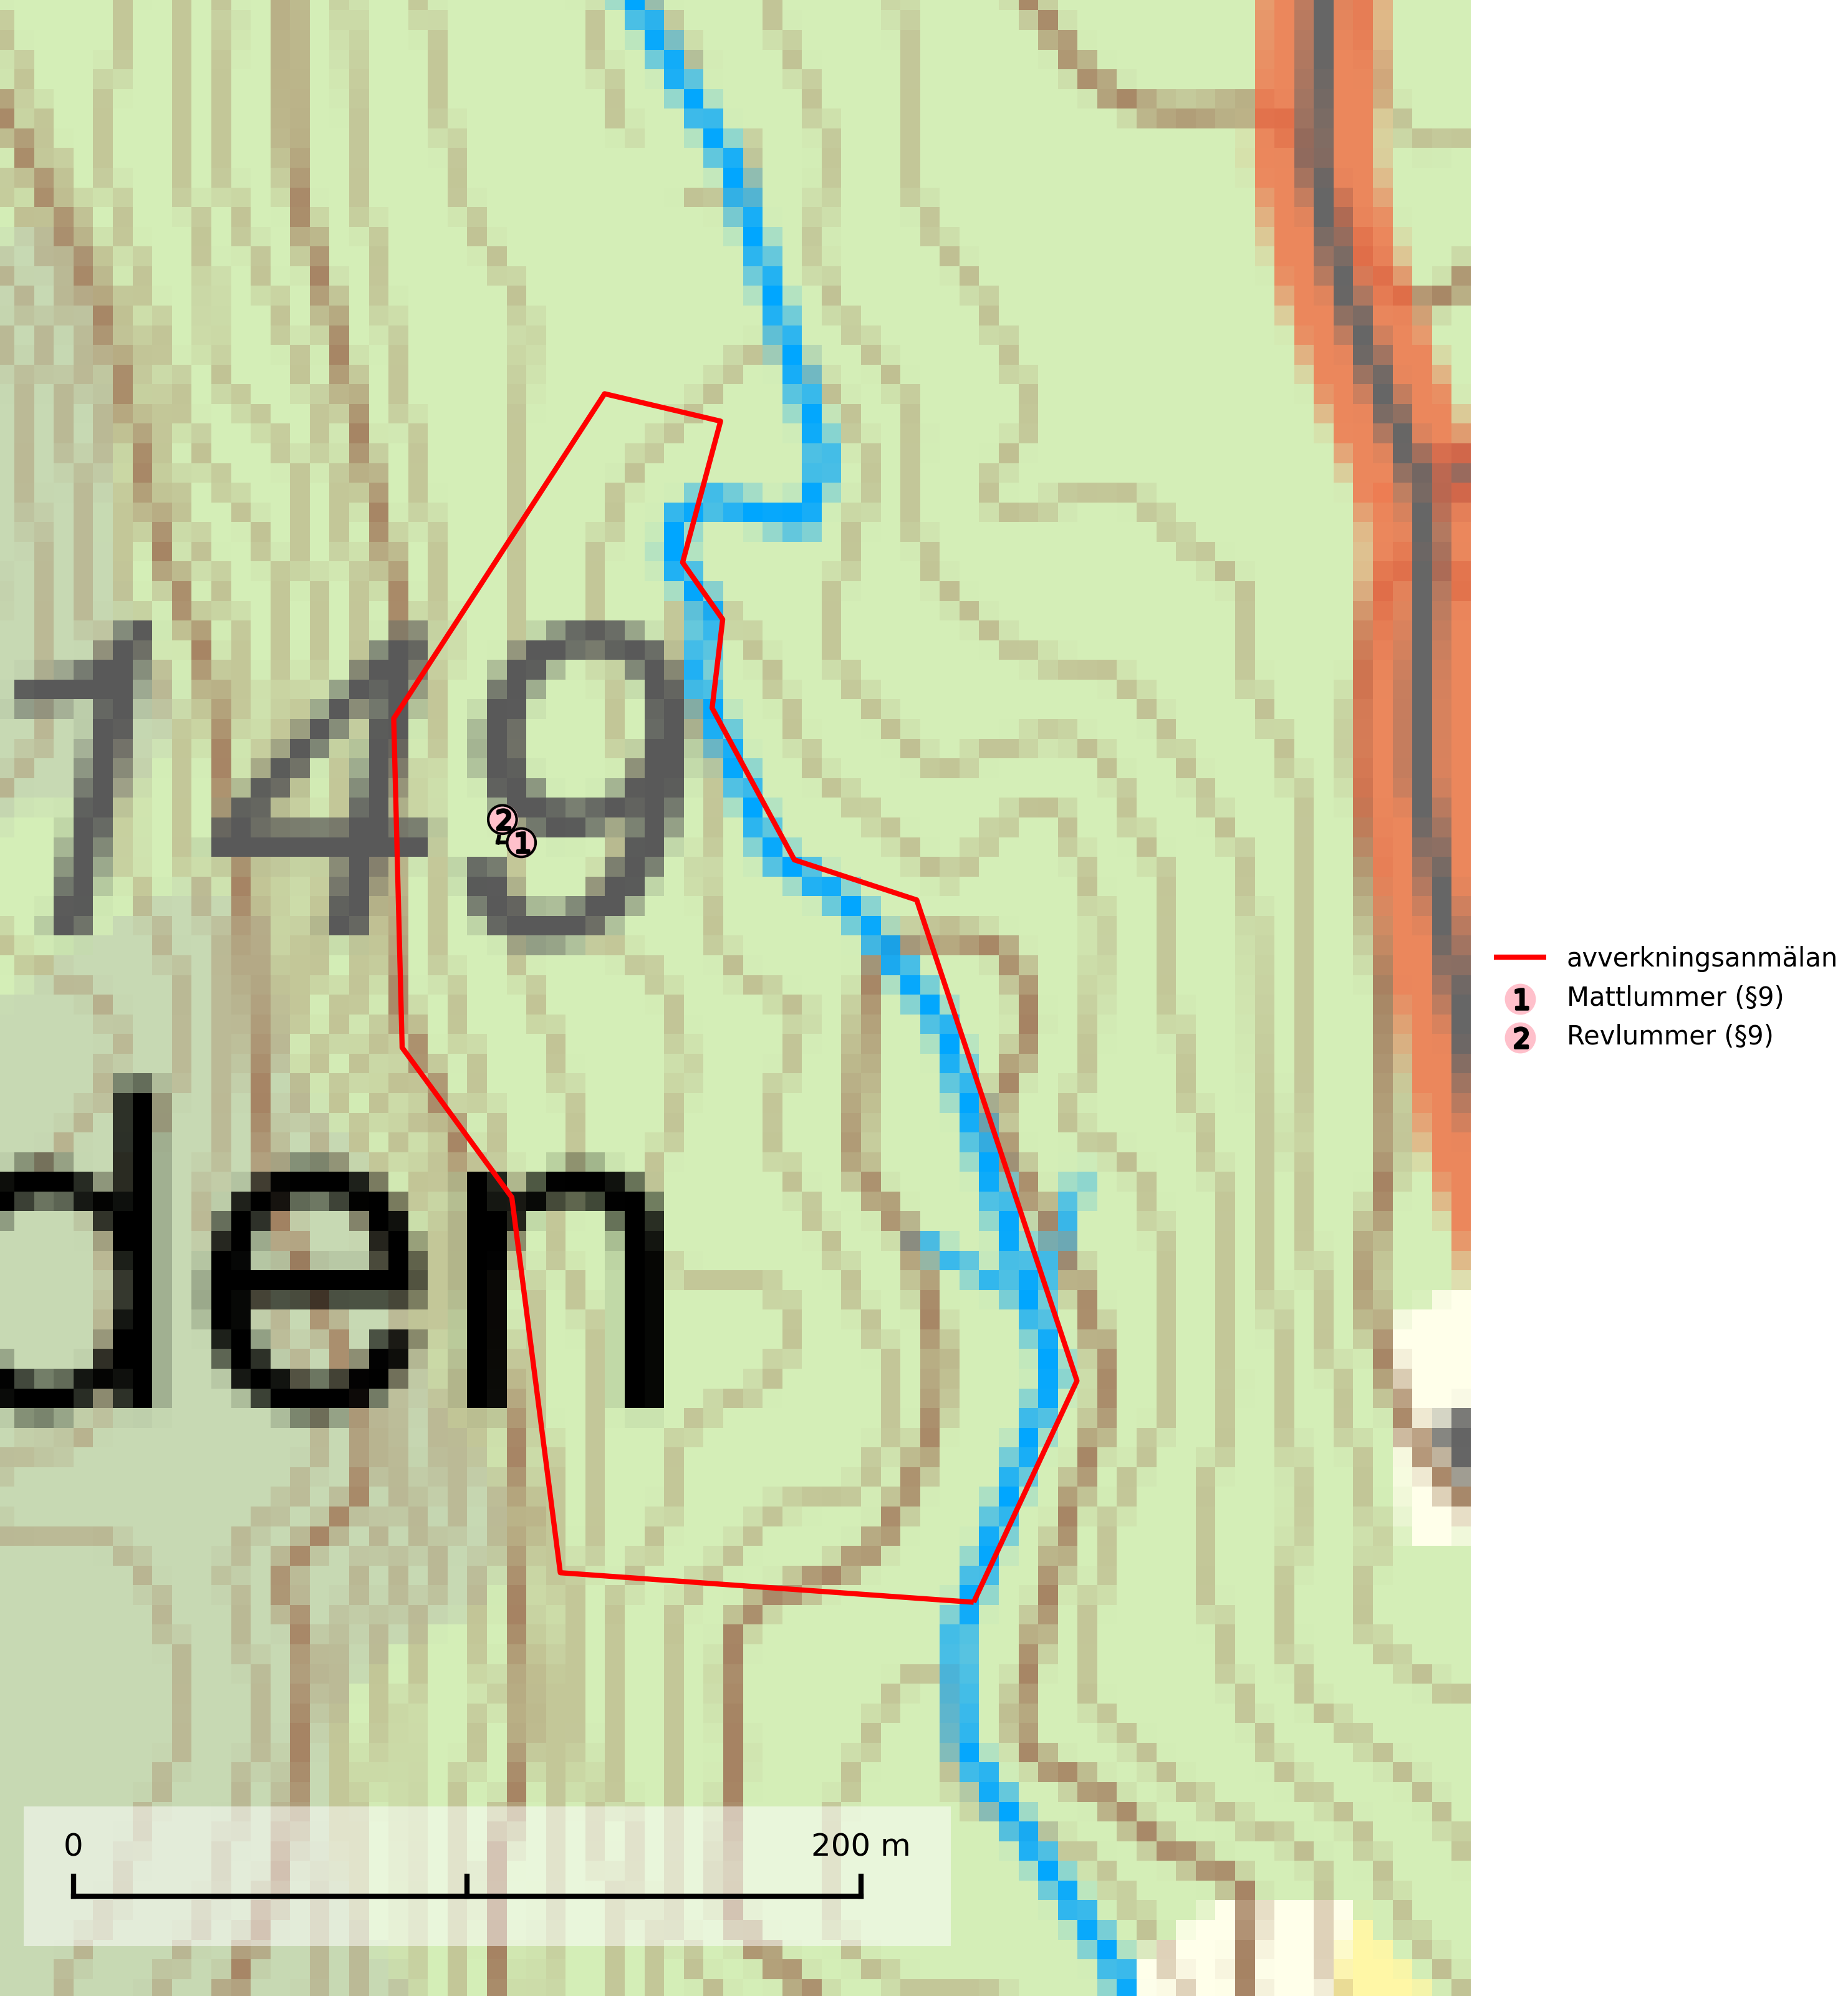 149
2
1
den
0 200 m
avverkningsanmälan
1 Mattlummer (§9)
2 Revlummer (§9)